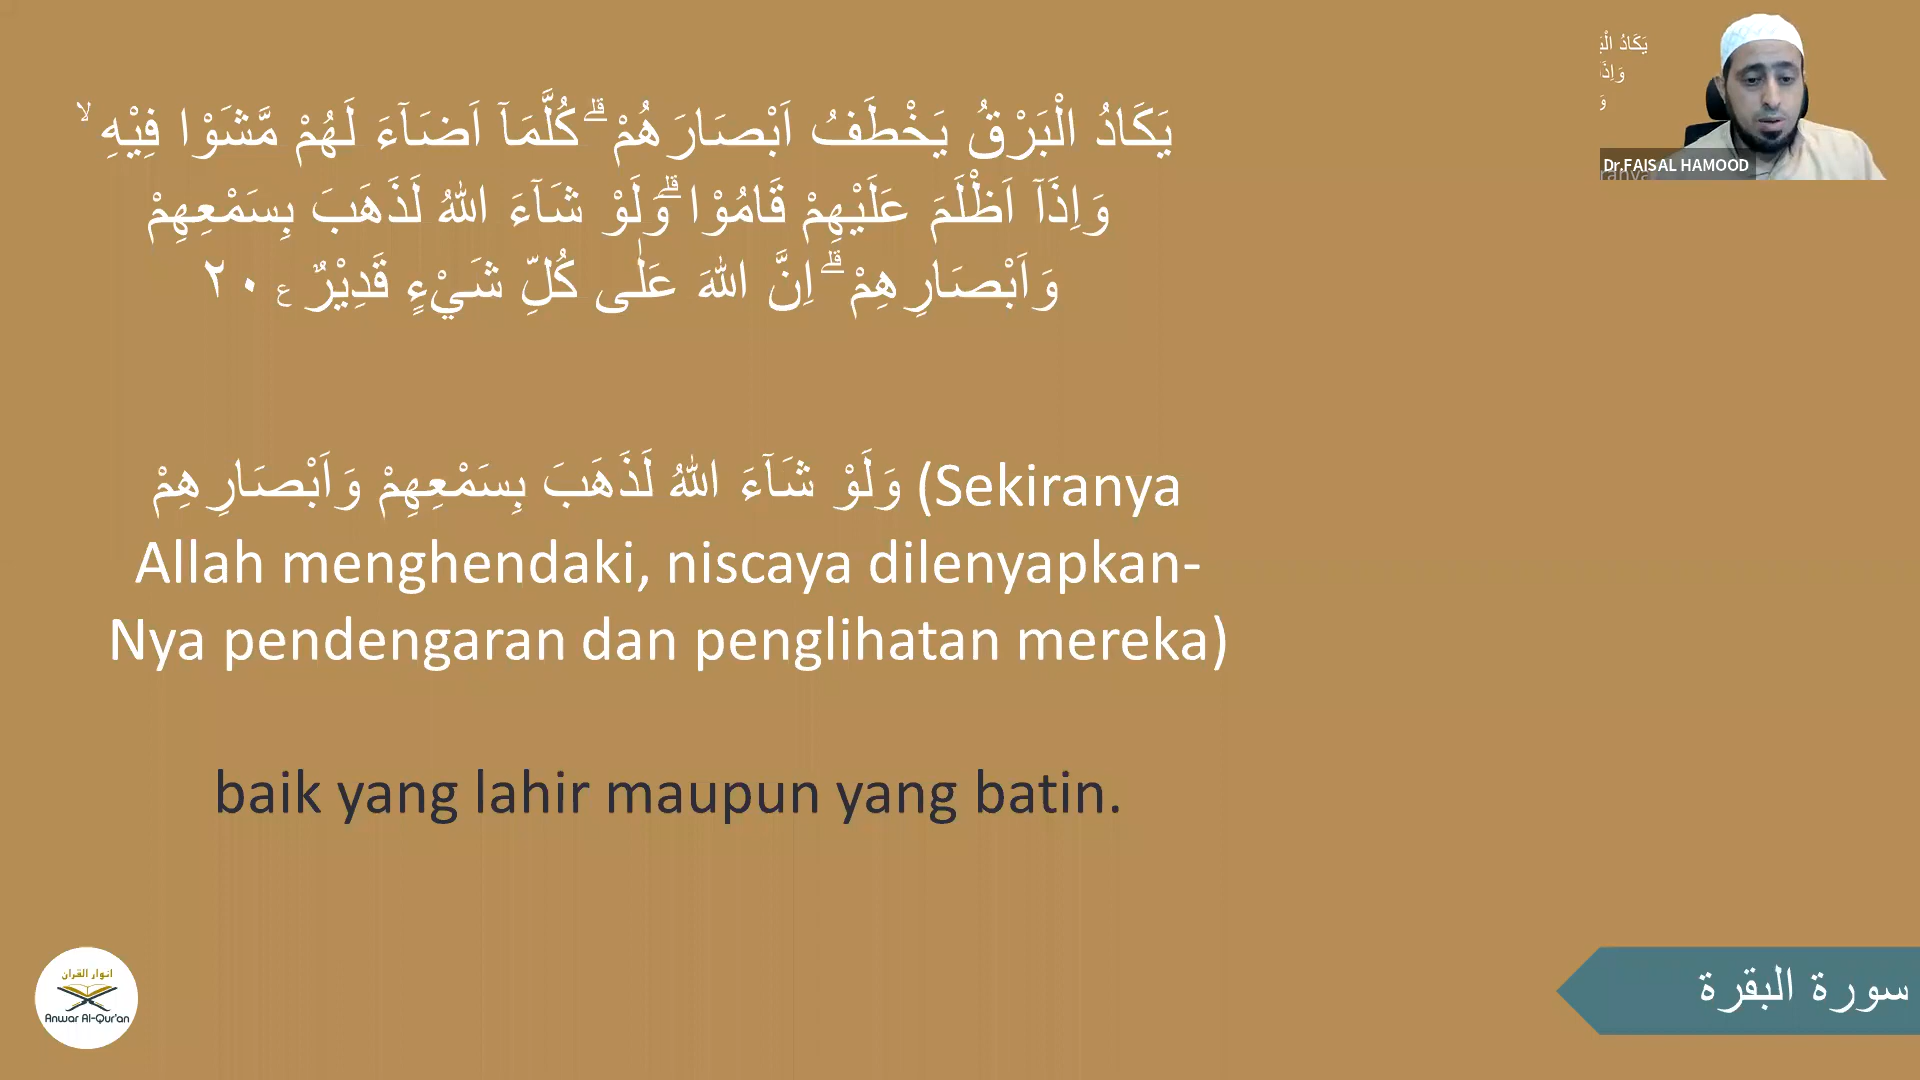 يَكَادُ الْبَرْقُ يَخْطَفُ اَبْصَارَهُمْ ۗ كُلَّمَآ اَضَاۤءَ لَهُمْ مَّشَوْا فِيْهِ ۙ
وَاِذَآ اَظْلَمَ عَلَيْهِمْ قَامُوْا ۗوَلَوْ شَاۤءَ اللّٰهُ لَذَهَبَ بِسَمْعِهِمْ
وَاَبْصَارِهِمْ ۗ اِنَّ اللّٰهَ عَلٰى كُلِّ شَيْءٍ قَدِيْرٌ ࣖ ٢٠
وَلَوْ شَاۤءَ اللّٰهُ لَذَهَبَ بِسَمْعِهِمْ وَاَبْصَارِهِمْ (Sekiranya
Allah menghendaki, niscaya dilenyapkan-
Nya pendengaran dan penglihatan mereka)
baik yang lahir maupun yang batin.
يَكَادُ
وَاِذَ
وَ
Dr.FAISAL HAMOOD
انوار القران
Anwar Al-Qur'an
سورة البقرة